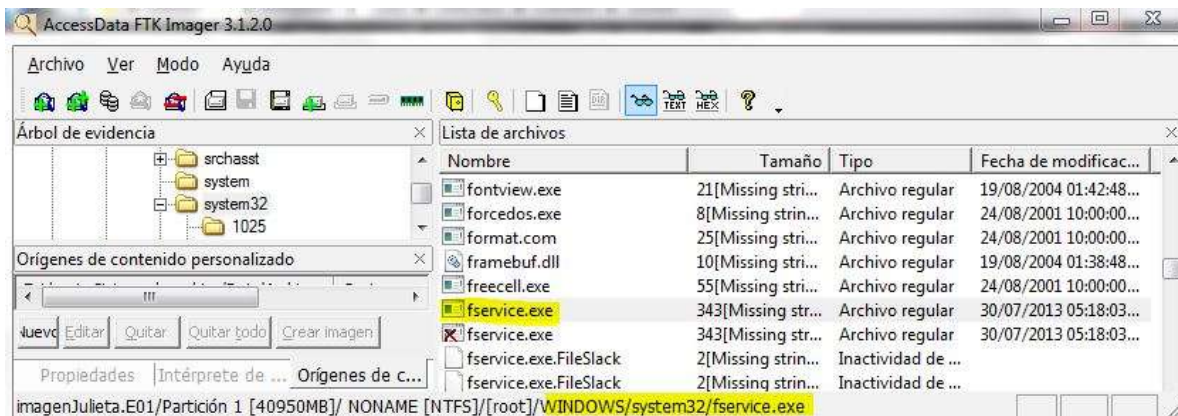 AccessData FTK Imager 3.1.2.0
Archivo Ver Modo Ayuda
TEXT HEX
Árbol de evidencia
srchasst
system
system32
1025
Orígenes de contenido personalizado
Nuevo Editar Quitar Quitar todo Crear imagen
Propiedades Intérprete de ... Orígenes de c...
Lista de archivos
Nombre Tamaño Tipo Fecha de modificac...
fontview.exe 21[Missing stri... Archivo regular 19/08/2004 01:42:48...
forcedos.exe 8[Missing strin... Archivo regular 24/08/2001 10:00:00...
format.com 25[Missing stri... Archivo regular 24/08/2001 10:00:00...
framebuf.dll 10[Missing stri... Archivo regular 19/08/2004 01:38:48...
freecell.exe 55[Missing stri... Archivo regular 24/08/2001 10:00:00...
fservice.exe 343[Missing str... Archivo regular 30/07/2013 05:18:03...
fservice.exe 343[Missing str... Archivo regular 30/07/2013 05:18:03...
fservice.exe.FileSlack 2[Missing strin... Inactividad de ...
fservice.exe.FileSlack 2[Missing strin... Inactividad de ...
imagenJulieta.E01/Partición 1 [40950MB]/ NONAME [NTFS]/[root]/WINDOWS/system32/fservice.exe